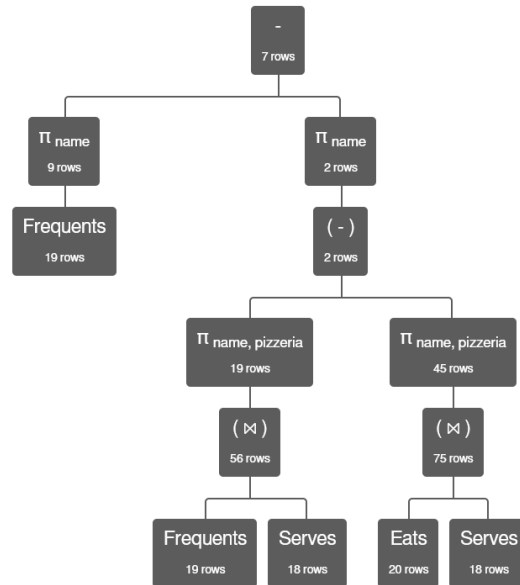 -
7 rows
π name
9 rows
π name
2 rows
Frequents
19 rows
( - )
2 rows
π name, pizzeria
19 rows
π name, pizzeria
45 rows
( ⋈ )
56 rows
( ⋈ )
75 rows
Frequents
19 rows
Serves
18 rows
Eats
20 rows
Serves
18 rows